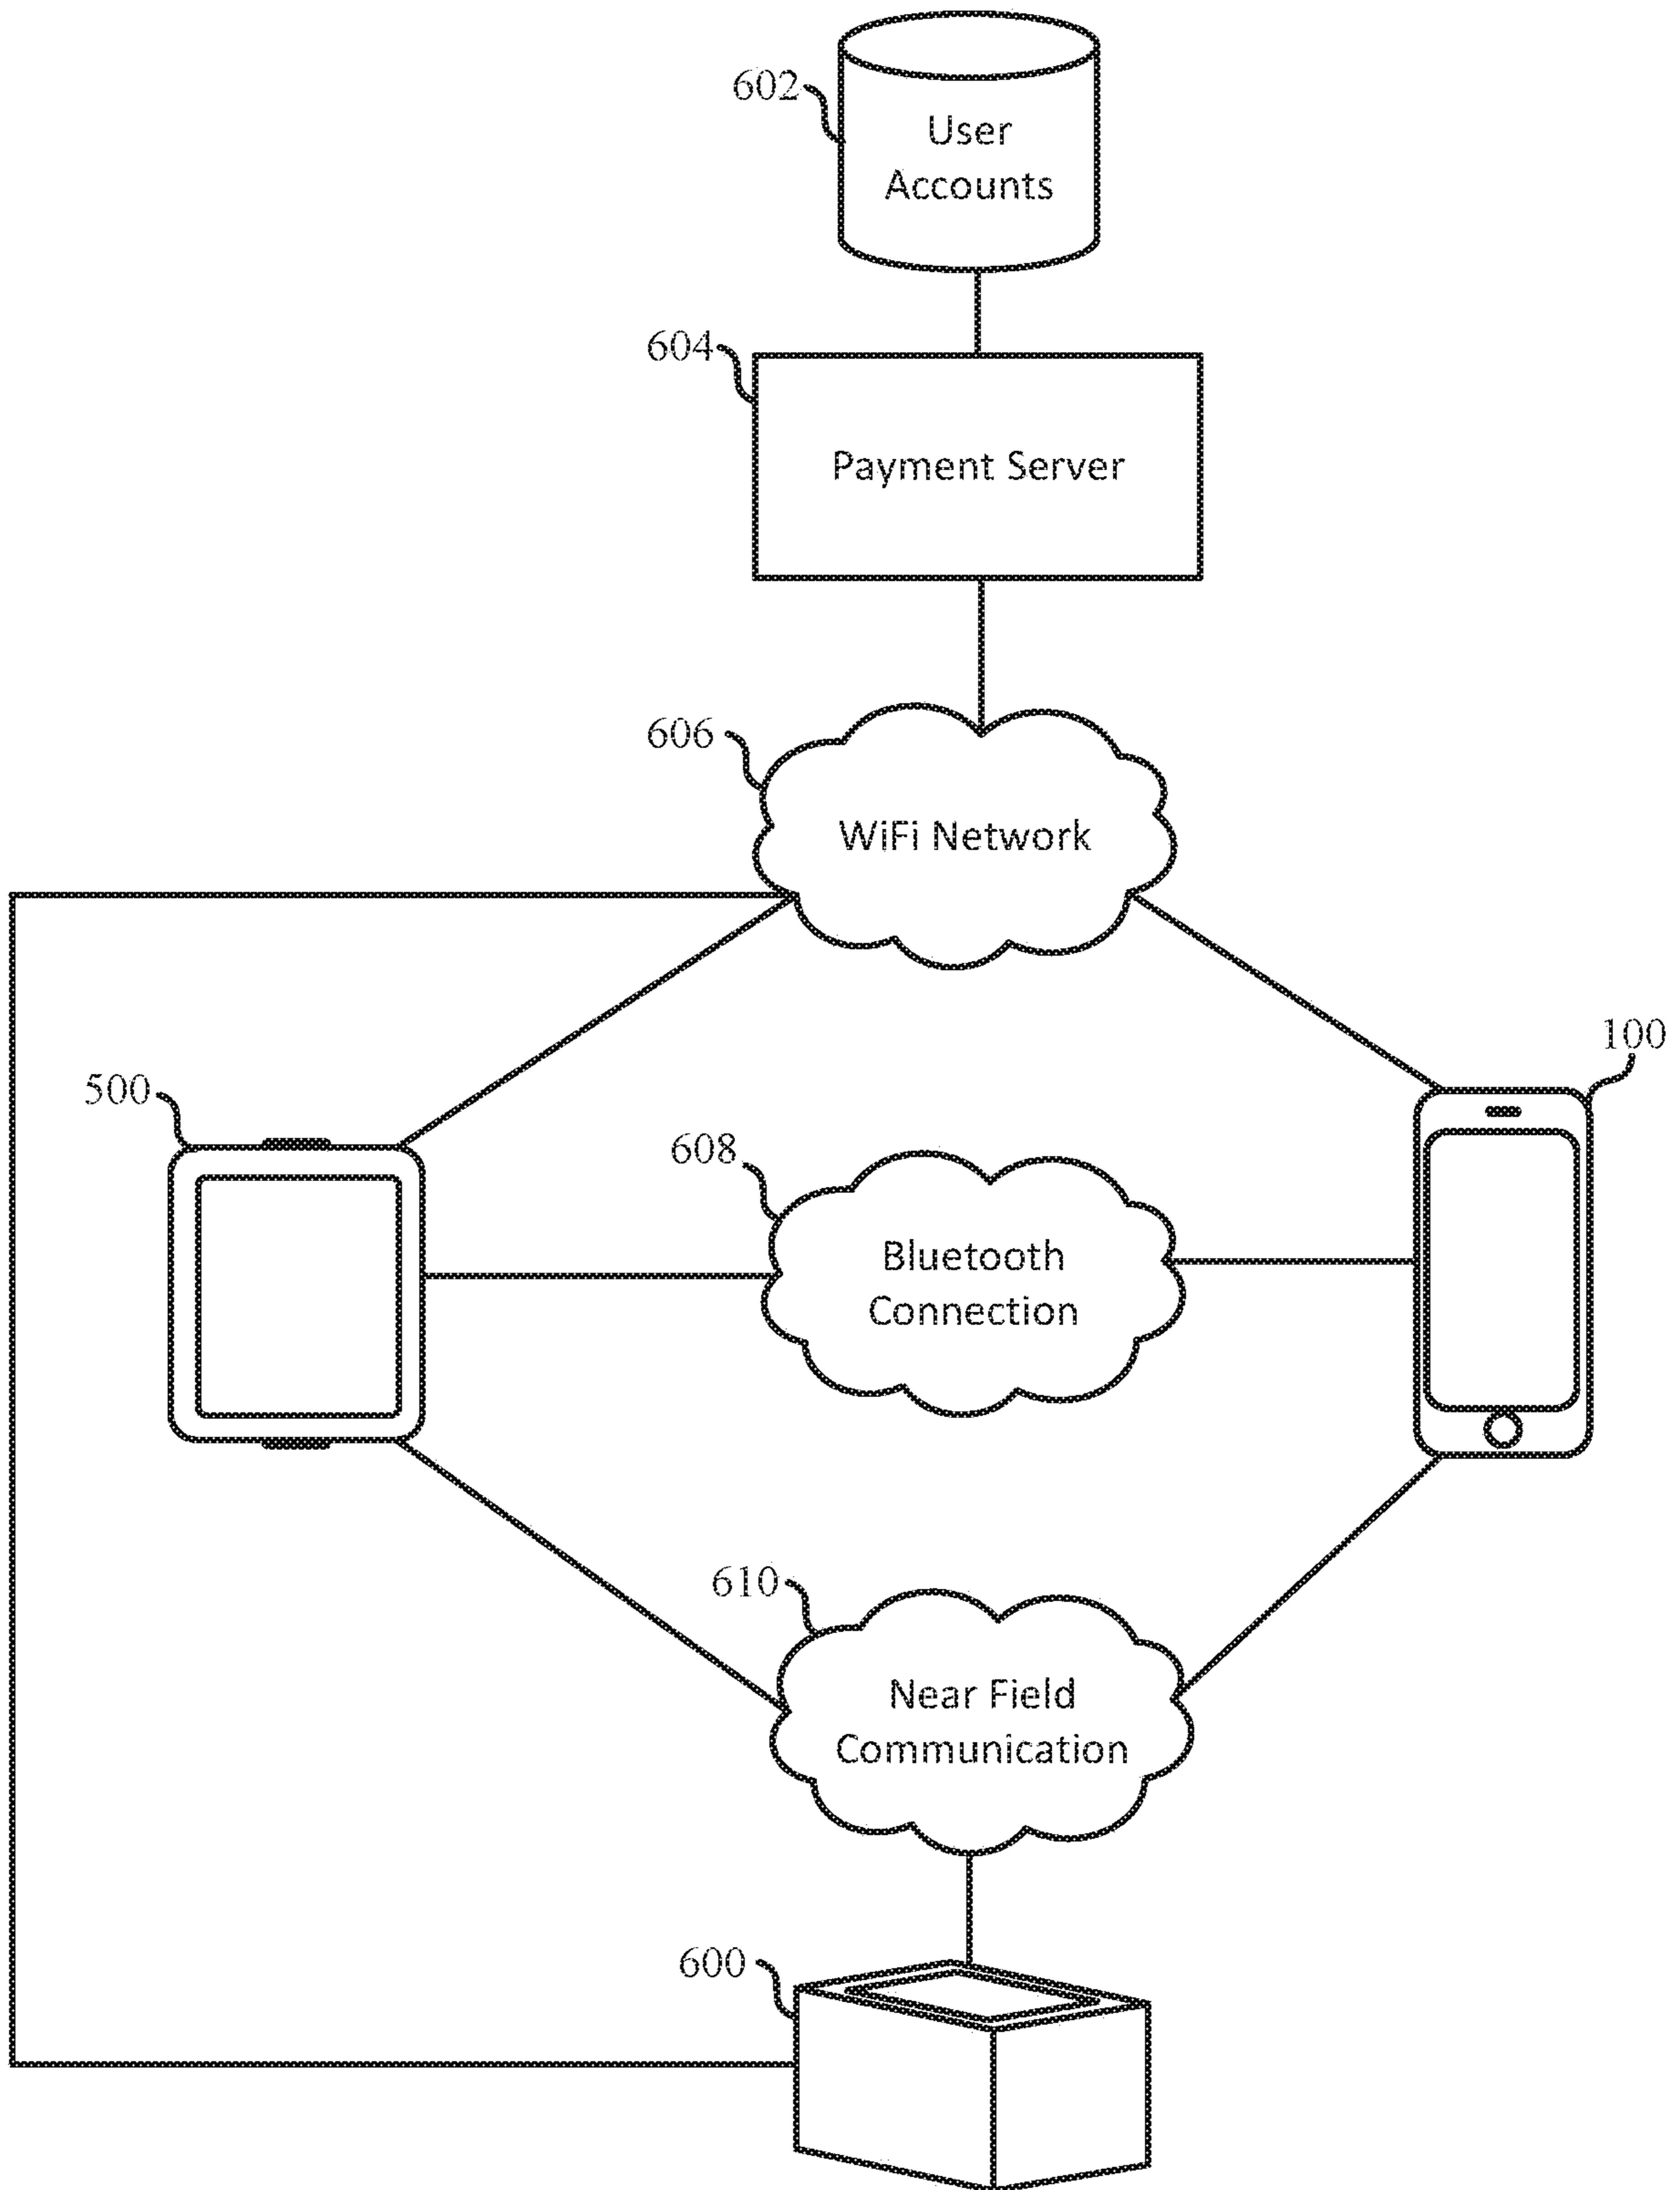 602
User
Accounts
604
Payment Server
606
WiFi Network
100
500
608
Bluetooth
Connection
610
Near Field
Communication
600